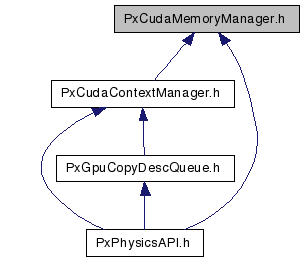 PxCudaMemoryManager.h
PxCudaContextManager.h
PxGpuCopyDescQueue.h
PxPhysicsAPI.h